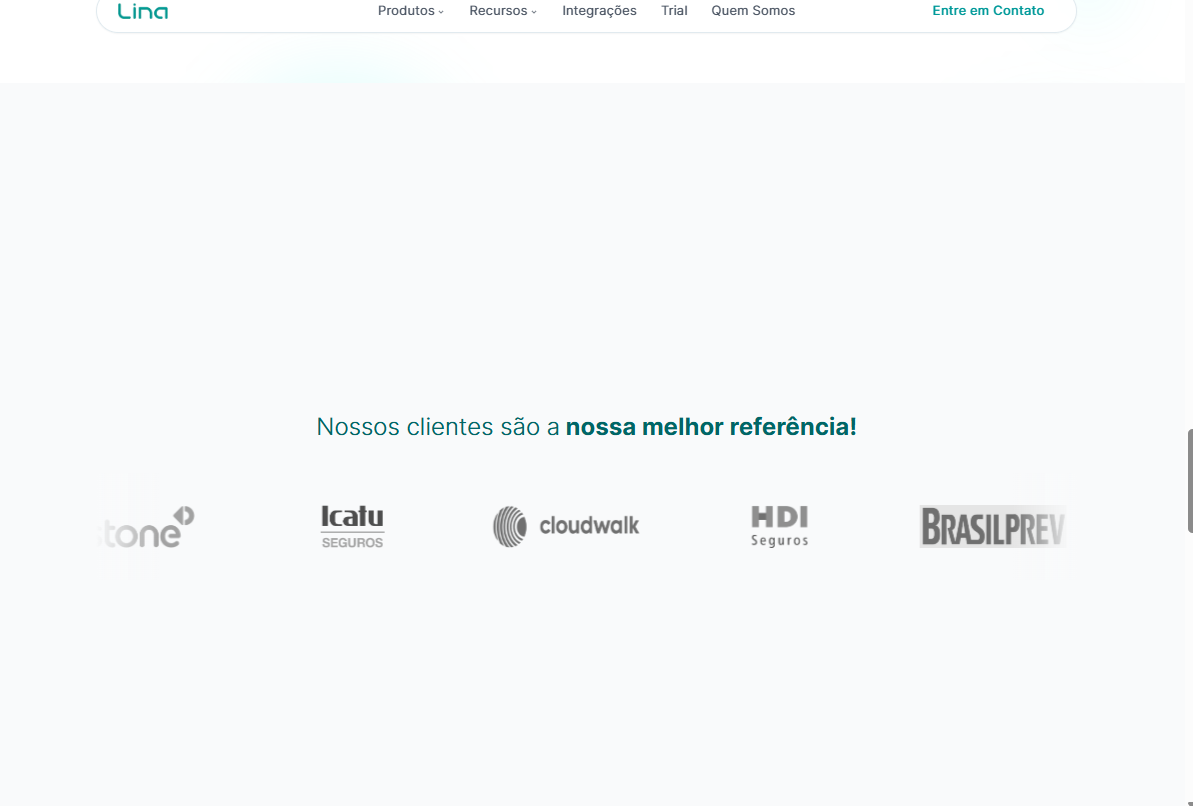 Lina
Produtos
Recursos
Integrações
Trial
Quem Somos
Entre em Contato
Nossos clientes são a nossa melhor referência!
tone
Icatu
SEGUROS
cloudwalk
HDI
Seguros
BRASILPREV